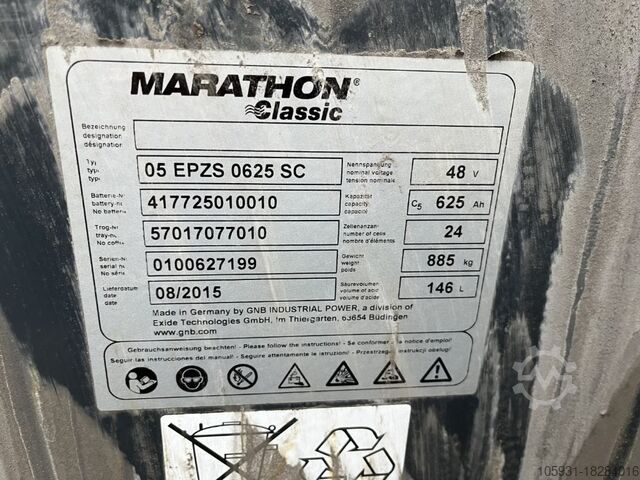 MARATHON®
Classic
Bezeichnung
designation
désignation
Typ
type
type
05 EPZS 0625 SC
Nennspannung
nominal voltage
tension nominale
48 V
Batterie-N
battery-no
No batterie
417725010010
Kapazität
capacity
capacité
C5 625 Ah
Trog-N
tray-no
No coffre
57017077010
Zellenanzahl
number of cells
nombre d'éléments
24
Serien-N
serial no
No série
0100627199
Gewicht
weight
poids
885 kg
Lieferdatum
date
date
08/2015
Säurevolumen
volume of acid
volume d'acide
146 L
Made in Germany by GNB INDUSTRIAL POWER, a division of
Exide Technologies GmbH, Im Thiergarten, 63654 Büdingen
www.gnb.com
Gebrauchsanweisung beachten! - Please follow the instructions! - Se conformer à la notice d'emploi!
Seguir las instrucciones del manual! - Seguire attentamente le istruzioni! - Przestrzegać instrukcji obsługi!
105931-18284016